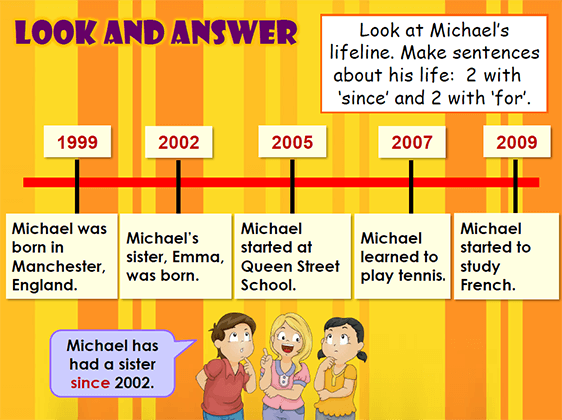 LOOK AND ANSWER
Look at Michael's
lifeline. Make sentences
about his life:  2 with
'since' and 2 with 'for'.
1999
2002
2005
2007
2009
Michael was
born in
Manchester,
England.
Michael's
sister, Emma,
was born.
Michael
started at
Queen Street
School.
Michael
learned to
play tennis.
Michael
started to
study
French.
Michael has
had a sister
since 2002.